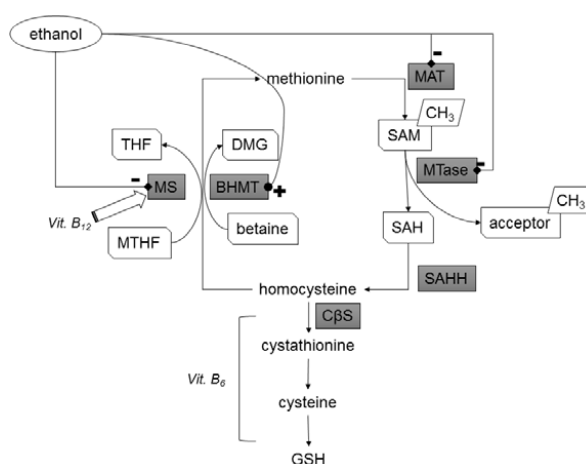 ethanol
-
MAT
methionine
CH3
SAM
THF
DMG
MTase
-
-
MS
BHMT
+
Vit. B12
MTHF
betaine
SAH
acceptor
CH3
SAHH
homocysteine
CβS
cystathionine
Vit. B6
cysteine
GSH